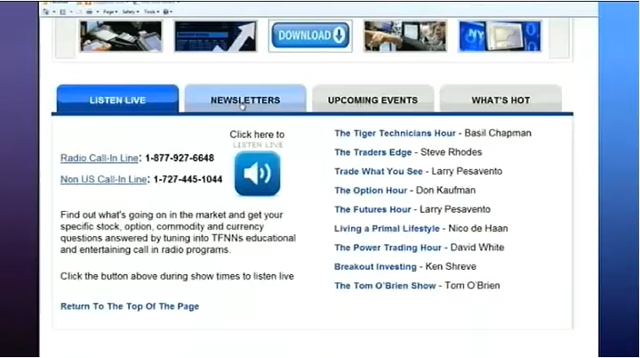 Page Safety Tools
DOWNLOAD
NY
LISTEN LIVE NEWSLETTERS UPCOMING EVENTS WHAT'S HOT
Click here to
LISTEN LIVE
Radio Call-In Line: 1-877-927-6648
Non US Call-In Line: 1-727-445-1044
Find out what's going on in the market and get your
specific stock, option, commodity and currency
questions answered by tuning into TFNNs educational
and entertaining call in radio programs.
Click the button above during show times to listen live
Return To The Top Of The Page
The Tiger Technicians Hour - Basil Chapman
The Traders Edge - Steve Rhodes
Trade What You See - Larry Pesavento
The Option Hour - Don Kaufman
The Futures Hour - Larry Pesavento
Living a Primal Lifestyle - Nico de Haan
The Power Trading Hour - David White
Breakout Investing - Ken Shreve
The Tom O'Brien Show - Tom O'Brien